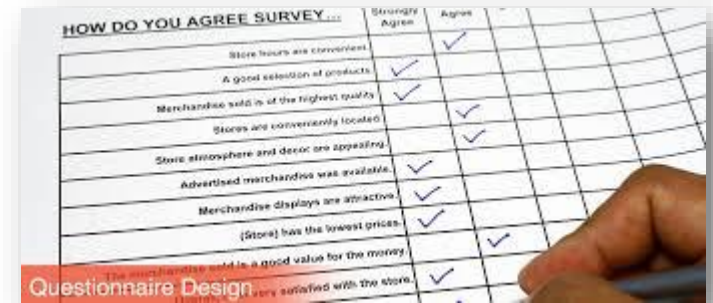 HOW DO YOU AGREE SURVEY...
Strongly Agree
Agree
Store hours are convenient.
A good selection of products.
Merchandise sold is of the highest quality
Stores are conveniently located.
Store atmosphere and decor are appealing.
Advertised merchandise was available.
Merchandise displays are attractive.
(Store) has the lowest prices.
The merchandise sold is a good value for the money.
very satisfied with the store.
Questionnaire Design